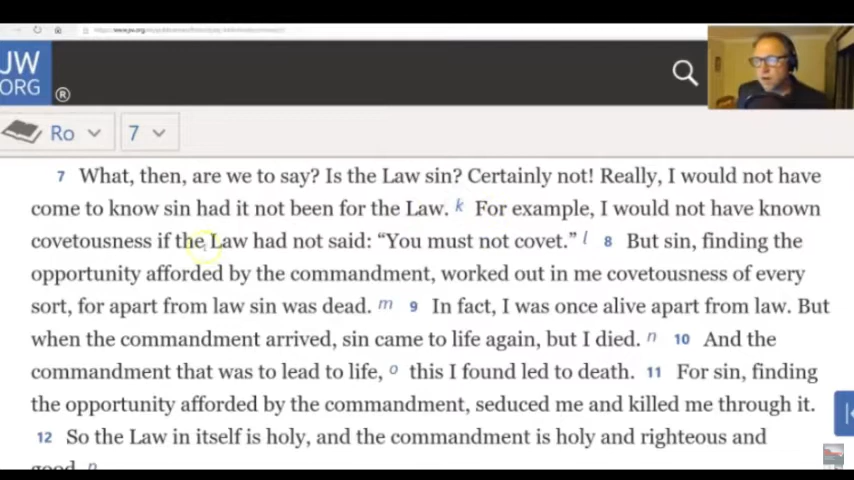 JW
ORG
®
Ro
7
7 What, then, are we to say? Is the Law sin? Certainly not! Really, I would not have
come to know sin had it not been for the Law. k For example, I would not have known
covetousness if the Law had not said: “You must not covet.” l 8 But sin, finding the
opportunity afforded by the commandment, worked out in me covetousness of every
sort, for apart from law sin was dead. m 9 In fact, I was once alive apart from law. But
when the commandment arrived, sin came to life again, but I died. n 10 And the
commandment that was to lead to life, o this I found led to death. 11 For sin, finding
the opportunity afforded by the commandment, seduced me and killed me through it.
12 So the Law in itself is holy, and the commandment is holy and righteous and
good. p